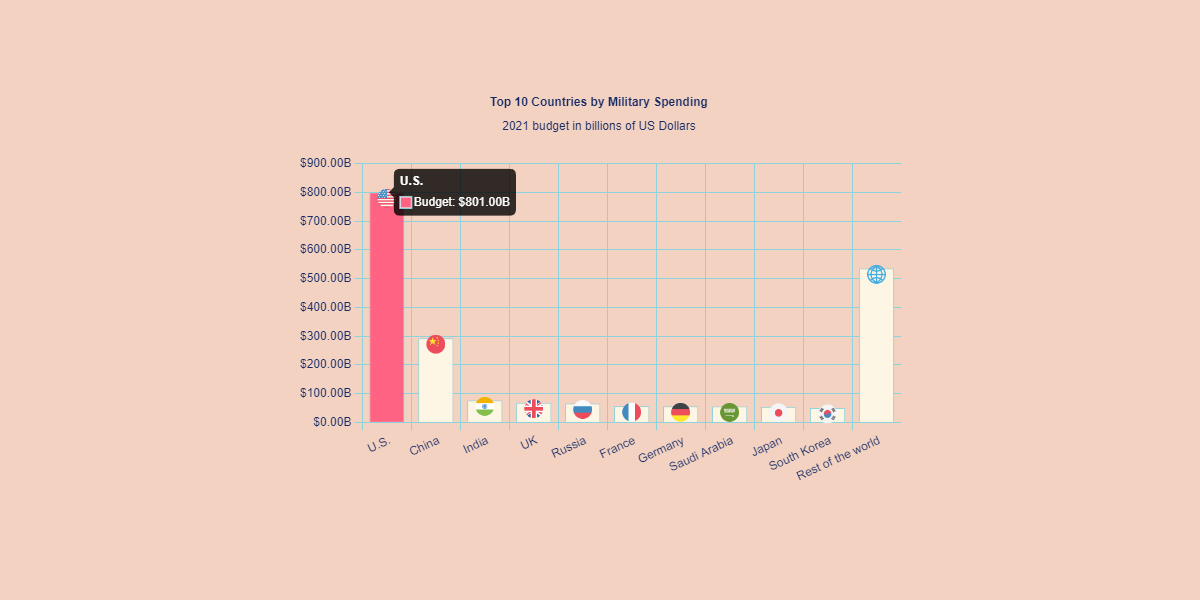 Top 10 Countries by Military Spending
2021 budget in billions of US Dollars
$900.00B
$800.00B
$700.00B
$600.00B
$500.00B
$400.00B
$300.00B
$200.00B
$100.00B
$0.00B
U.S.
Budget: $801.00B
U.S.
China
India
UK
Russia
France
Germany
Saudi Arabia
Japan
South Korea
Rest of the world